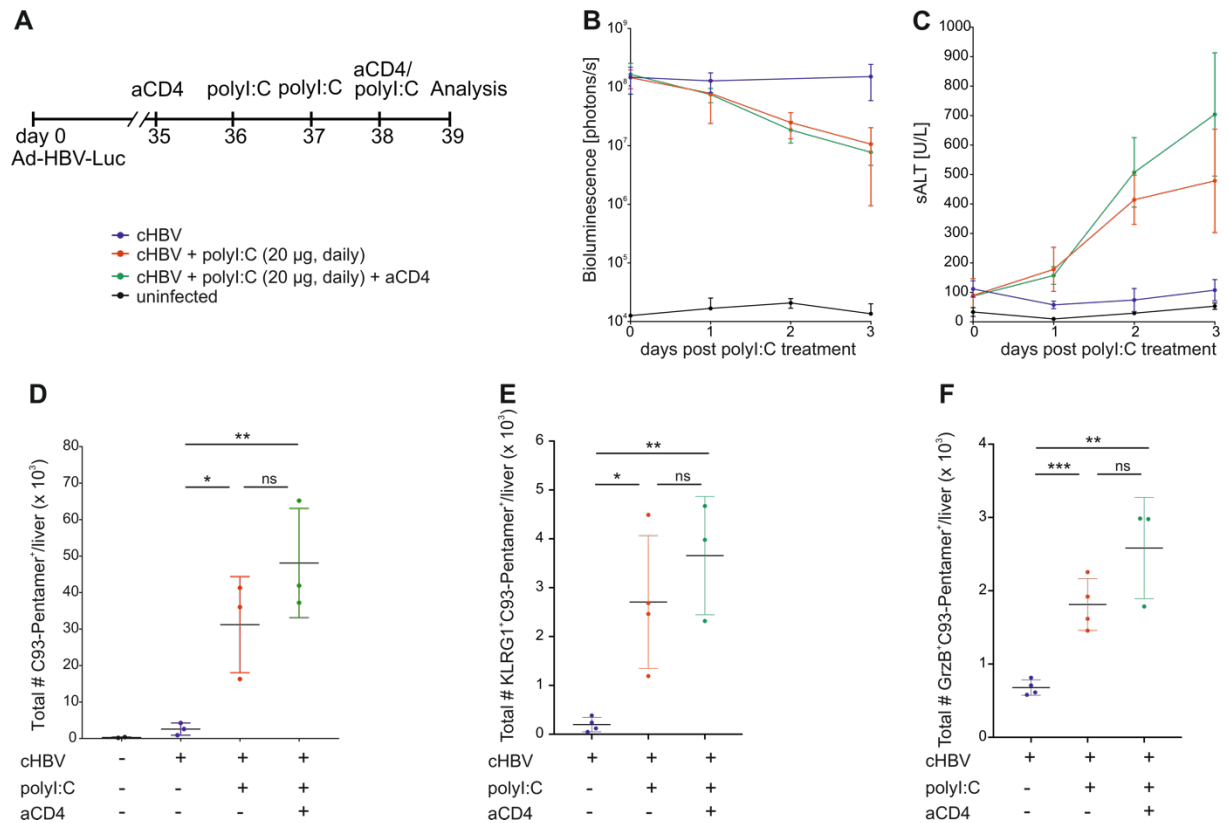 A
aCD4/
aCD4 polyI:C polyI:C polyI:C Analysis
day 0 35 36 37 38 39
Ad-HBV-Luc
cHBV
cHBV + polyI:C (20 µg, daily)
cHBV + polyI:C (20 µg, daily) + aCD4
uninfected
B
Bioluminescence [photons/s]
10⁹
10⁸
10⁷
10⁶
10⁵
10⁴
0 1 2 3
days post polyI:C treatment
C
sALT [U/L]
1000
900
800
700
600
500
400
300
200
100
0
0 1 2 3
days post polyI:C treatment
D
Total # C93-Pentamer⁺/liver (x 10³)
80
70
60
50
40
30
20
10
0
**
* ns
cHBV - + + +
polyI:C - - + +
aCD4 - - - +
E
Total # KLRG1⁺C93-Pentamer⁺/liver (x 10³)
6
5
4
3
2
1
0
**
* ns
cHBV + + +
polyI:C - + +
aCD4 - - +
F
Total # GrzB⁺C93-Pentamer⁺/liver (x 10³)
4
3
2
1
0
**
*** ns
cHBV + + +
polyI:C - + +
aCD4 - - +